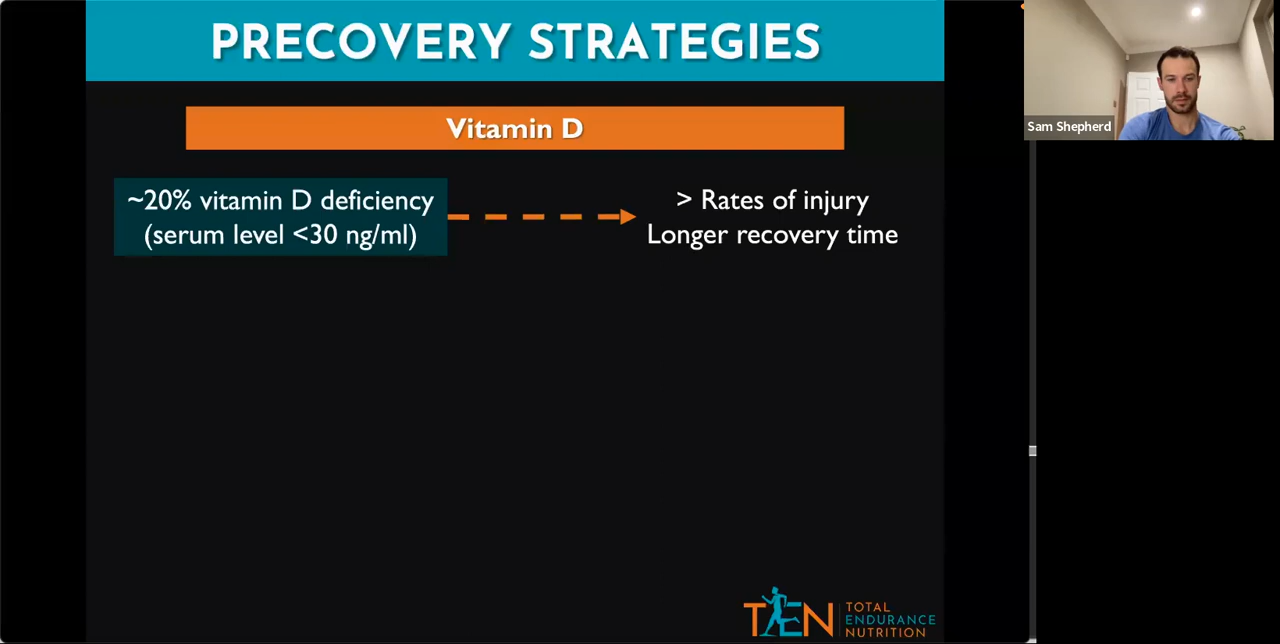 PRECOVERY STRATEGIES
Sam Shepherd
Vitamin D
~20% vitamin D deficiency
(serum level <30 ng/ml)
> Rates of injury
Longer recovery time
TEN
TOTAL
ENDURANCE
NUTRITION